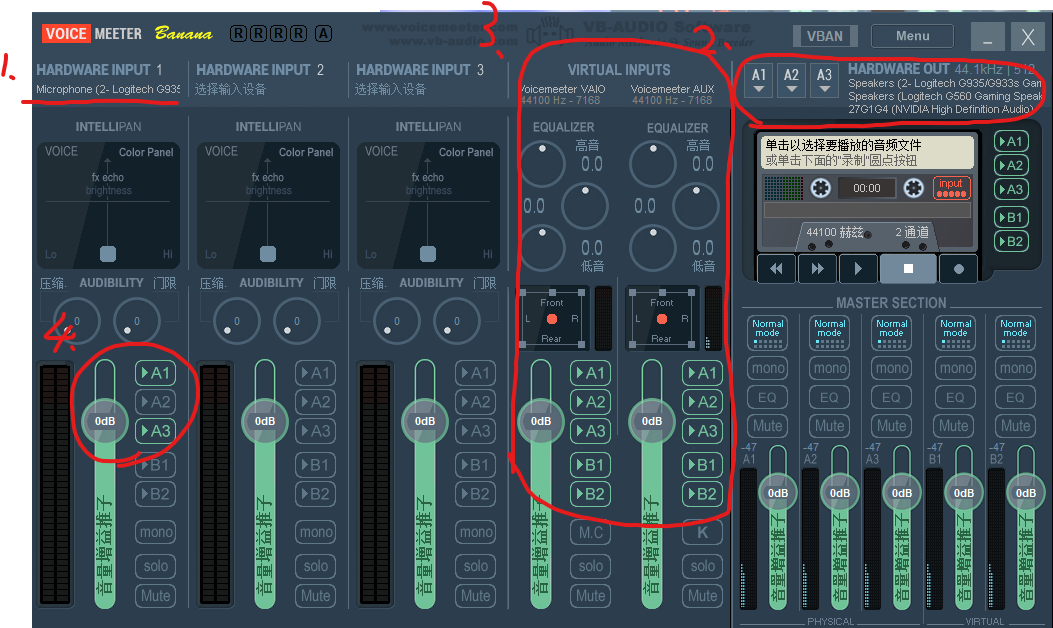 VOICE MEETER Banana R R R R A
www.voicemeeter.com
www.vb-audio.com
VB-AUDIO Software
VBAN Menu
1.
3.
2.
4.
HARDWARE INPUT 1
Microphone (2- Logitech G935
HARDWARE INPUT 2
选择输入设备
HARDWARE INPUT 3
选择输入设备
VIRTUAL INPUTS
Voicemeeter VAIO
44100 Hz - 7168
Voicemeeter AUX
44100 Hz - 7168
A1 A2 A3
HARDWARE OUT 44.1kHz | 512
Speakers (2- Logitech G935/G933s Gam
Speakers (Logitech G560 Gaming Speak
27G1G4 (NVIDIA High Definition Audio)
INTELLIPAN
VOICE Color Panel
fx echo
brightness
Lo Hi
INTELLIPAN
VOICE Color Panel
fx echo
brightness
Lo Hi
INTELLIPAN
VOICE Color Panel
fx echo
brightness
Lo Hi
EQUALIZER
高音
0.0
0.0
0.0
低音
EQUALIZER
高音
0.0
0.0
0.0
低音
单击以选择要播放的音频文件
或单击下面的"录制"圆点按钮
00:00
input
44100 赫兹 2 通道
A1
A2
A3
B1
B2
压缩. AUDIBILITY 门限
0 0
压缩. AUDIBILITY 门限
0 0
压缩. AUDIBILITY 门限
0 0
Front
L R
Rear
Front
L R
Rear
MASTER SECTION
Normal mode
Normal mode
Normal mode
Normal mode
Normal mode
mono mono mono mono mono
EQ EQ EQ EQ EQ
Mute Mute Mute Mute Mute
0dB
音量增益推子
A1
A2
A3
B1
B2
mono
solo
Mute
0dB
音量增益推子
A1
A2
A3
B1
B2
mono
solo
Mute
0dB
音量增益推子
A1
A2
A3
B1
B2
mono
solo
Mute
0dB
音量增益推子
A1
A2
A3
B1
B2
M.C
solo
Mute
0dB
音量增益推子
A1
A2
A3
B1
B2
K
solo
Mute
-47 -47 -47 -47 -47
A1 A2 A3 B1 B2
0dB 0dB 0dB 0dB 0dB
音量增益推子 音量增益推子 音量增益推子 音量增益推子 音量增益推子
PHYSICAL VIRTUAL